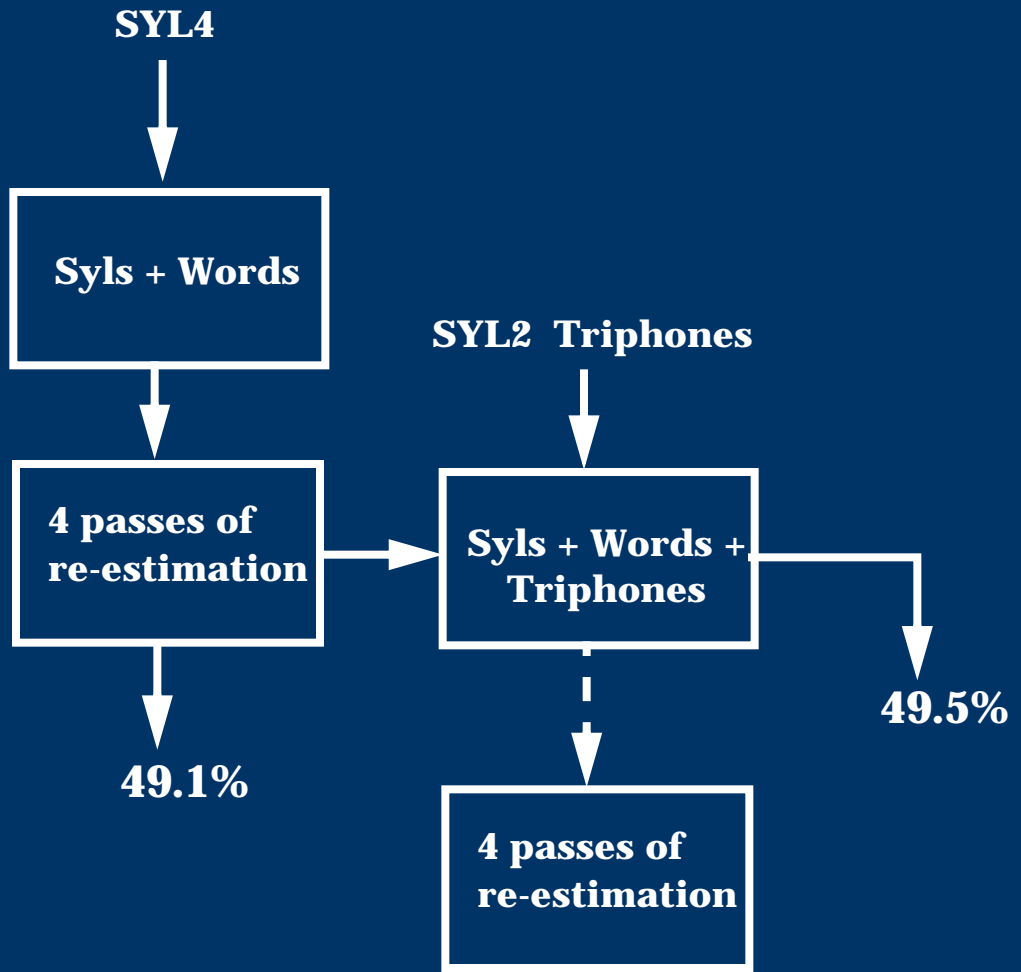 SYL4
Syls + Words
SYL2 Triphones
4 passes of
re-estimation
Syls + Words +
Triphones
49.5%
49.1%
4 passes of
re-estimation